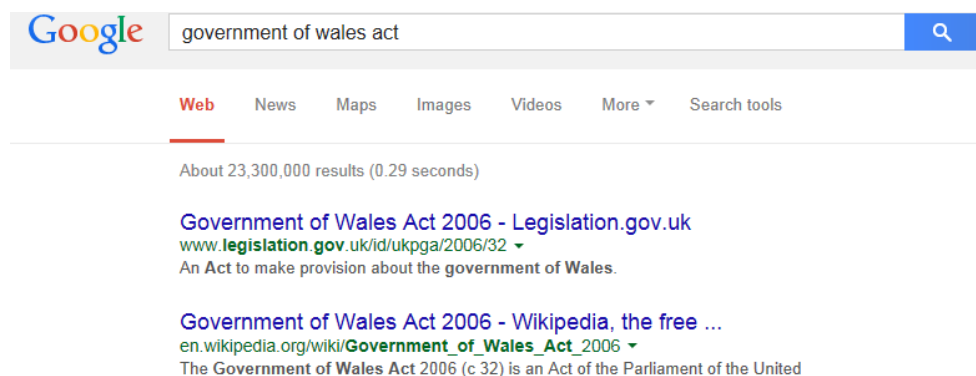 Google government of wales act
Web News Maps Images Videos More Search tools
About 23,300,000 results (0.29 seconds)
Government of Wales Act 2006 - Legislation.gov.uk
www.legislation.gov.uk/id/ukpga/2006/32
An Act to make provision about the government of Wales.
Government of Wales Act 2006 - Wikipedia, the free ...
en.wikipedia.org/wiki/Government_of_Wales_Act_2006
The Government of Wales Act 2006 (c 32) is an Act of the Parliament of the United